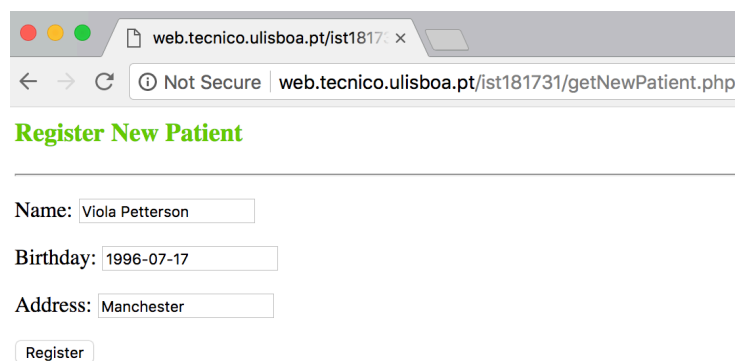 web.tecnico.ulisboa.pt/ist1817
Not Secure web.tecnico.ulisboa.pt/ist181731/getNewPatient.php
Register New Patient
Name: Viola Petterson
Birthday: 1996-07-17
Address: Manchester
Register